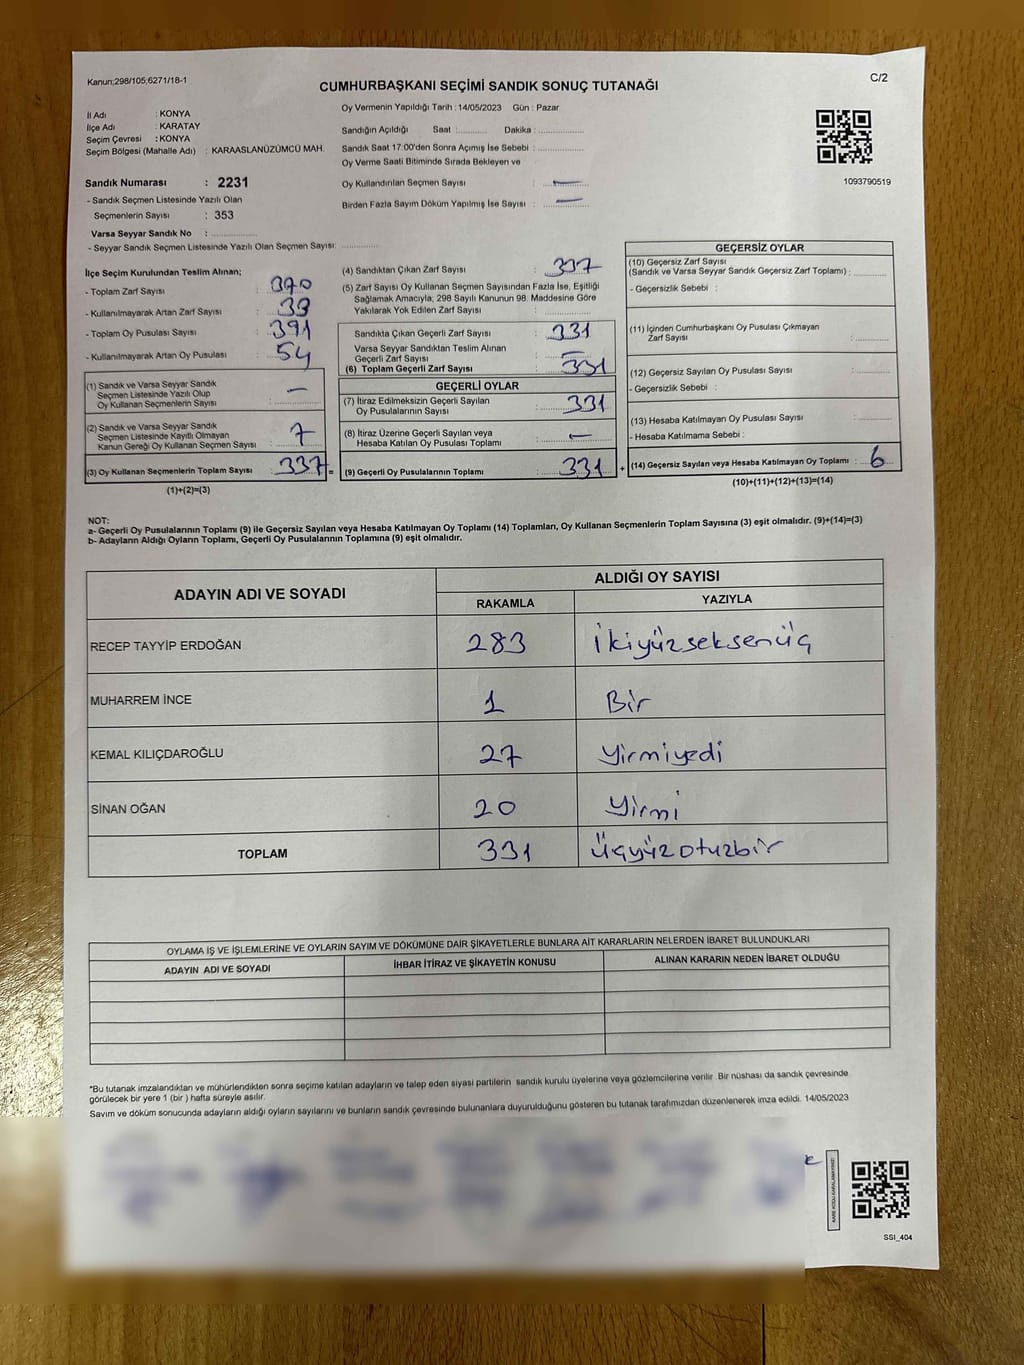 Kanun;298/105;6271/18-1
C/2
CUMHURBAŞKANI SEÇİMİ SANDIK SONUÇ TUTANAĞI
İl Adı : KONYA
İlçe Adı : KARATAY
Seçim Çevresi : KONYA
Seçim Bölgesi (Mahalle Adı) : KARAASLANÜZÜMCÜ MAH.
Sandık Numarası : 2231
- Sandık Seçmen Listesinde Yazılı Olan
Seçmenlerin Sayısı : 353
Varsa Seyyar Sandık No :
- Seyyar Sandık Seçmen Listesinde Yazılı Olan Seçmen Sayısı:
Oy Vermenin Yapıldığı Tarih : 14/05/2023 Gün : Pazar
Sandığın Açıldığı Saat : Dakika :
Sandık Saat 17:00'den Sonra Açımış İse Sebebi :
Oy Verme Saati Bitiminde Sırada Bekleyen ve
Oy Kullandırılan Seçmen Sayısı : —
Birden Fazla Sayım Döküm Yapılmış İse Sayısı : —
1093790519
İlçe Seçim Kurulundan Teslim Alınan;
- Toplam Zarf Sayısı : 370
- Kullanılmayarak Artan Zarf Sayısı : 33
- Toplam Oy Pusulası Sayısı : 391
- Kullanılmayarak Artan Oy Pusulası : 54
(1) Sandık ve Varsa Seyyar Sandık
Seçmen Listesinde Yazılı Olup
Oy Kullanan Seçmenlerin Sayısı : —
(2) Sandık ve Varsa Seyyar Sandık
Seçmen Listesinde Kayıtlı Olmayan
Kanun Gereği Oy Kullanan Seçmen Sayısı : 7
(3) Oy Kullanan Seçmenlerin Toplam Sayısı : 337 =
(1)+(2)=(3)
(4) Sandıktan Çıkan Zarf Sayısı : 337
(5) Zarf Sayısı Oy Kullanan Seçmen Sayısından Fazla İse, Eşitliği
Sağlamak Amacıyla; 298 Sayılı Kanunun 98. Maddesine Göre
Yakılarak Yok Edilen Zarf Sayısı :
Sandıkta Çıkan Geçerli Zarf Sayısı : 331
Varsa Seyyar Sandıktan Teslim Alınan
Geçerli Zarf Sayısı : —
(6) Toplam Geçerli Zarf Sayısı : 331
GEÇERLİ OYLAR
(7) İtiraz Edilmeksizin Geçerli Sayılan
Oy Pusulalarının Sayısı : 331
(8) İtiraz Üzerine Geçerli Sayılan veya
Hesaba Katılan Oy Pusulası Toplamı : —
(9) Geçerli Oy Pusulalarının Toplamı : 331 +
GEÇERSİZ OYLAR
(10) Geçersiz Zarf Sayısı
(Sandık ve Varsa Seyyar Sandık Geçersiz Zarf Toplamı) :
- Geçersizlik Sebebi :
(11) İçinden Cumhurbaşkanı Oy Pusulası Çıkmayan
Zarf Sayısı :
(12) Geçersiz Sayılan Oy Pusulası Sayısı :
- Geçersizlik Sebebi :
(13) Hesaba Katılmayan Oy Pusulası Sayısı :
- Hesaba Katılmama Sebebi :
(14) Geçersiz Sayılan veya Hesaba Katılmayan Oy Toplamı : 6
(10)+(11)+(12)+(13)=(14)
NOT:
a- Geçerli Oy Pusulalarının Toplamı (9) ile Geçersiz Sayılan veya Hesaba Katılmayan Oy Toplamı (14) Toplamları, Oy Kullanan Seçmenlerin Toplam Sayısına (3) eşit olmalıdır. (9)+(14)=(3)
b- Adayların Aldığı Oyların Toplamı, Geçerli Oy Pusulalarının Toplamına (9) eşit olmalıdır.
ADAYIN ADI VE SOYADI
ALDIĞI OY SAYISI
RAKAMLA YAZIYLA
RECEP TAYYİP ERDOĞAN 283 İkiyüzseksenüç
MUHARREM İNCE 1 Bir
KEMAL KILIÇDAROĞLU 27 Yirmiyedi
SİNAN OĞAN 20 Yirmi
TOPLAM 331 Üçyüzotuzbir
OYLAMA İŞ VE İŞLEMLERİNE VE OYLARIN SAYIM VE DÖKÜMÜNE DAİR ŞİKAYETLERLE BUNLARA AİT KARARLARIN NELERDEN İBARET BULUNDUKLARI
ADAYIN ADI VE SOYADI İHBAR İTİRAZ VE ŞİKAYETİN KONUSU ALINAN KARARIN NEDEN İBARET OLDUĞU
*Bu tutanak imzalandıktan ve mühürlendikten sonra seçime katılan adayların ve talep eden siyasi partilerin sandık kurulu üyelerine veya gözlemcilerine verilir. Bir nüshası da sandık çevresinde
görülecek bir yere 1 (bir ) hafta süreyle asılır.
Sayım ve döküm sonucunda adayların aldığı oyların sayılarını ve bunların sandık çevresinde bulunanlara duyurulduğunu gösteren bu tutanak tarafımızdan düzenlenerek imza edildi. 14/05/2023
SSI_404